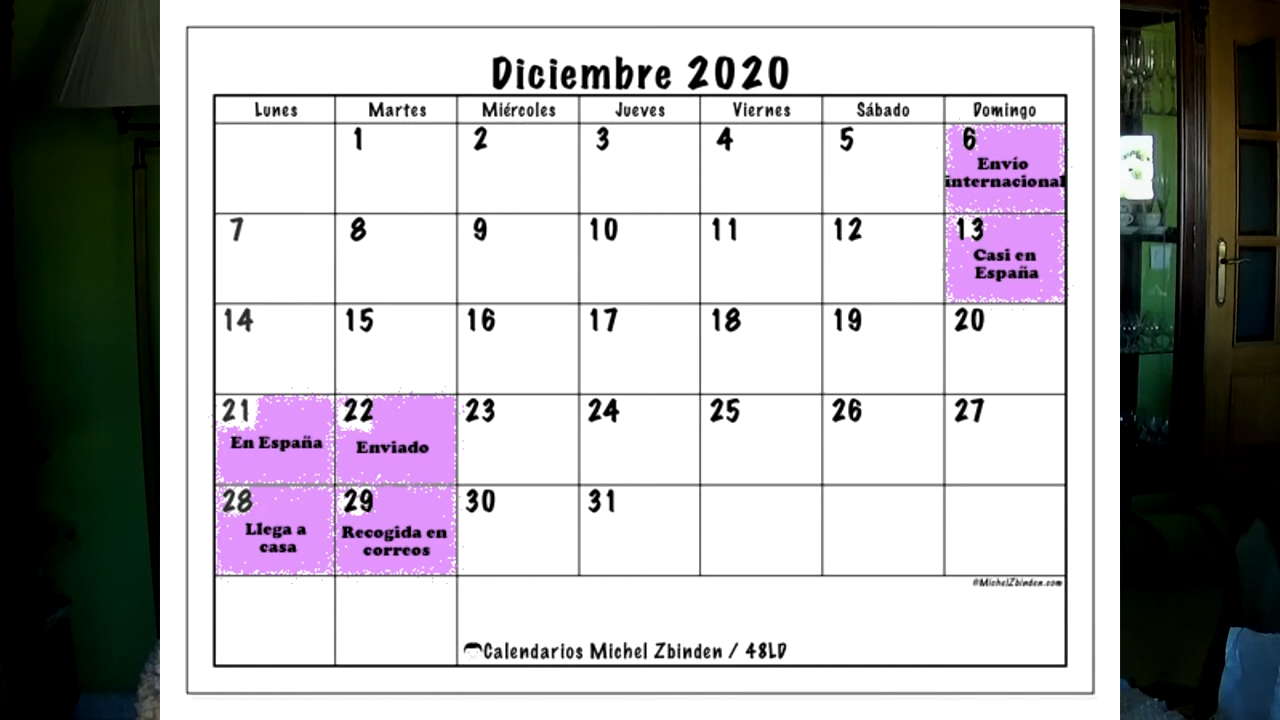 Diciembre 2020
Lunes Martes Miércoles Jueves Viernes Sábado Domingo
1 2 3 4 5 6
Envío
internacional
7 8 9 10 11 12 13
Casi en
España
14 15 16 17 18 19 20
21 22 23 24 25 26 27
En España Enviado
28 29 30 31
Llega a Recogida en
casa correos
©MichelZbinden.com
Calendarios Michel Zbinden / 48LD